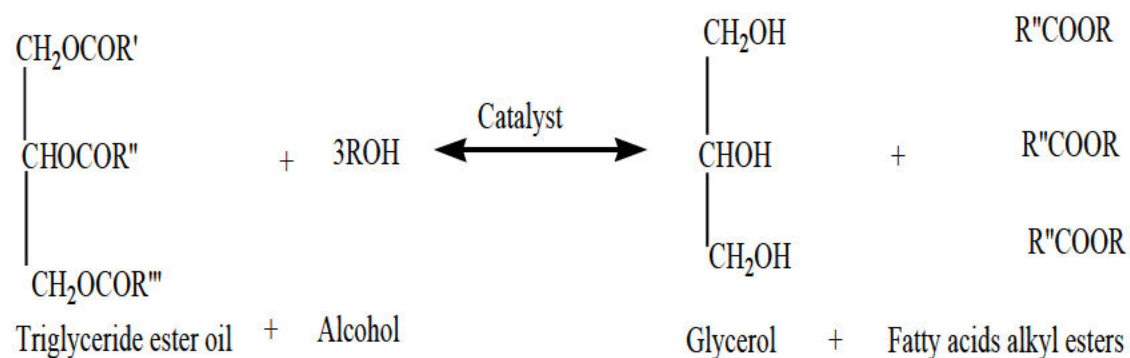 CH₂OCOR' CH₂OH R"COOR
Catalyst
CHOCOR" + 3ROH CHOH + R"COOR
CH₂OCOR"' CH₂OH R"COOR
Triglyceride ester oil + Alcohol Glycerol + Fatty acids alkyl esters